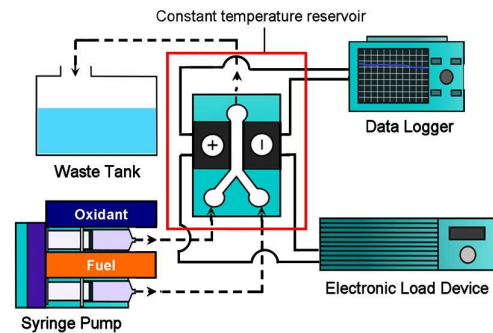 Constant temperature reservoir
Data Logger
Waste Tank
+
Oxidant
Fuel
Syringe Pump
Electronic Load Device